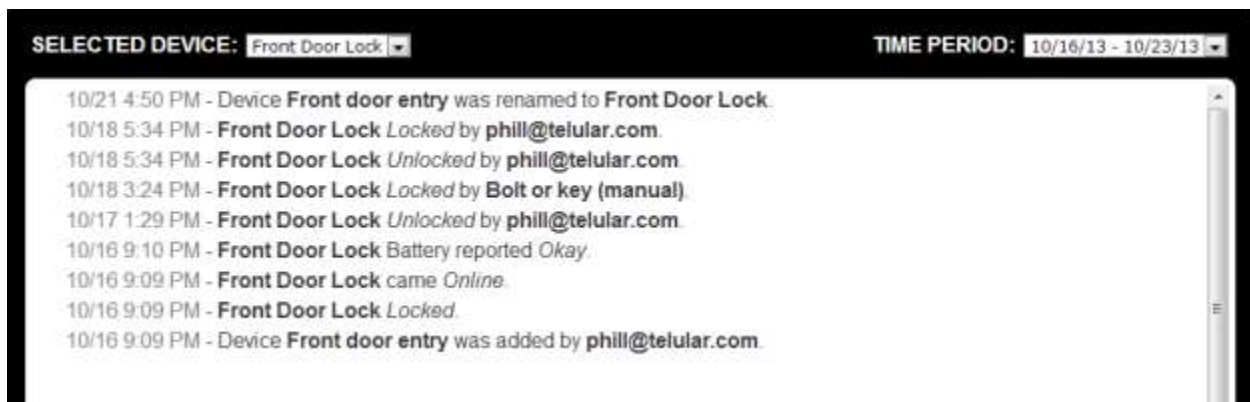 SELECTED DEVICE: Front Door Lock TIME PERIOD: 10/16/13 - 10/23/13
10/21 4:50 PM - Device Front door entry was renamed to Front Door Lock.
10/18 5:34 PM - Front Door Lock Locked by phill@telular.com.
10/18 5:34 PM - Front Door Lock Unlocked by phill@telular.com.
10/18 3:24 PM - Front Door Lock Locked by Bolt or key (manual).
10/17 1:29 PM - Front Door Lock Unlocked by phill@telular.com.
10/16 9:10 PM - Front Door Lock Battery reported Okay.
10/16 9:09 PM - Front Door Lock came Online.
10/16 9:09 PM - Front Door Lock Locked.
10/16 9:09 PM - Device Front door entry was added by phill@telular.com.